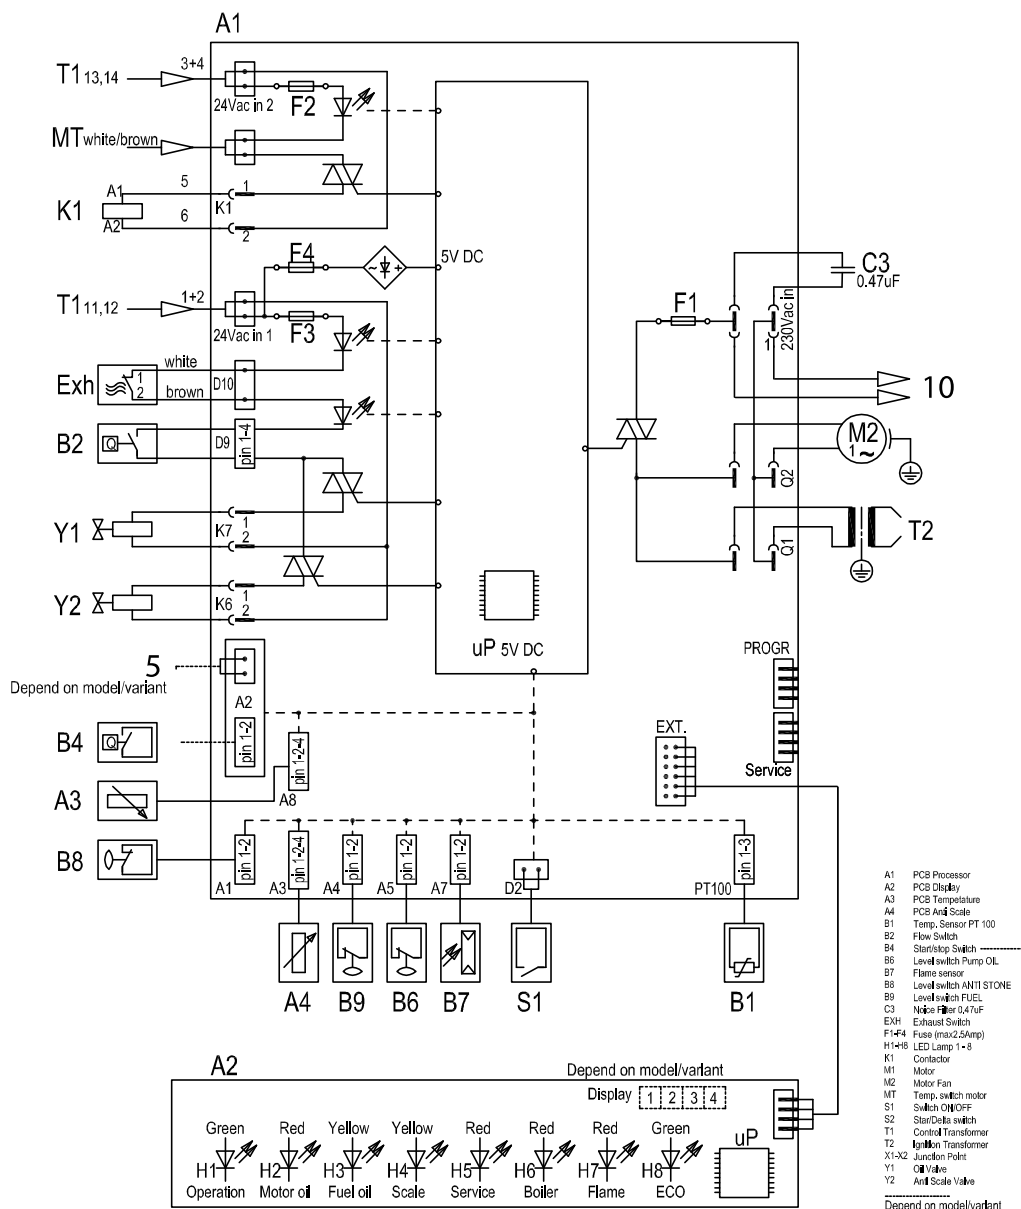 A1
T1 13,14
3+4
24Vac in 2
F2
MT white/brown
K1
A1
A2
5
6
1
K1
2
F4
5V DC
T1 11,12
1+2
24Vac in 1
F3
F1
C3
0.47uF
230Vac in
1
10
Exh
1
2
white
brown
D10
B2
Q
D9
pin 1-4
M2
1~
Q2
Y1
K7
1
2
T2
Q1
Y2
K6
1
2
uP 5V DC
5
Depend on model/variant
A2
pin 1-2
PROGR
B4
Q
pin 1-2-4
A8
EXT.
Service
A3
B8
pin 1-2
pin 1-2-4
pin 1-2
pin 1-2
pin 1-2
pin 1-3
A1
A3
A4
A5
A7
D2
PT100
A4
B9
B6
B7
S1
B1
A1 PCB Processor
A2 PCB Display
A3 PCB Tempetature
A4 PCB Anti Scale
B1 Temp. Sensor PT 100
B2 Flow Switch
B4 Start/stop Switch ------------
B6 Level switch Pump OIL
B7 Flame sensor
B8 Level switch ANTI STONE
B9 Level switch FUEL
C3 Noice Filter 0,47uF
EXH Exhaust Switch
F1-F4 Fuse (max2.5Amp)
H1-H8 LED Lamp 1 - 8
K1 Contactor
M1 Motor
M2 Motor Fan
MT Temp. switch motor
S1 Switch ON/OFF
S2 Star/Delta switch
T1 Control Transformer
T2 Ignition Transformer
X1-X2 Junction Point
Y1 Oil Valve
Y2 Anti Scale Valve
--------------------
Depend on model/variant
A2
Depend on model/variant
Display 1 2 3 4
Green
Red
Yellow
Yellow
Red
Red
Red
Green
uP
H1
H2
H3
H4
H5
H6
H7
H8
Operation
Motor oil
Fuel oil
Scale
Service
Boiler
Flame
ECO